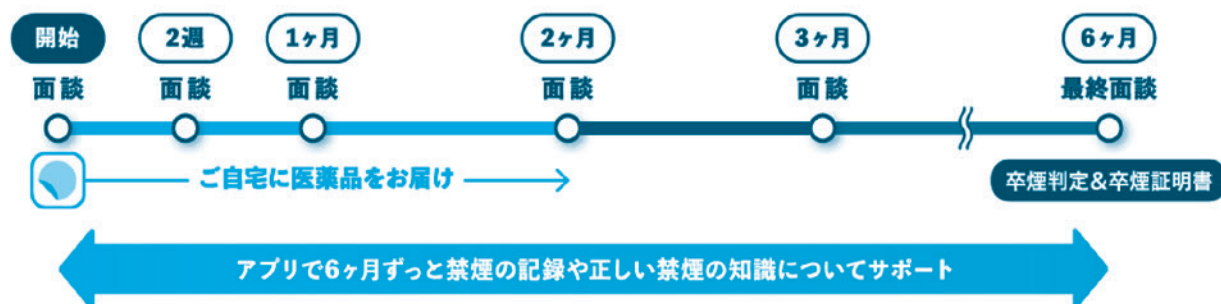 開始 2週 1ヶ月 2ヶ月 3ヶ月 6ヶ月
面談 面談 面談 面談 面談 最終面談
ご自宅に医薬品をお届け
卒煙判定&卒煙証明書
アプリで6ヶ月ずっと禁煙の記録や正しい禁煙の知識についてサポート